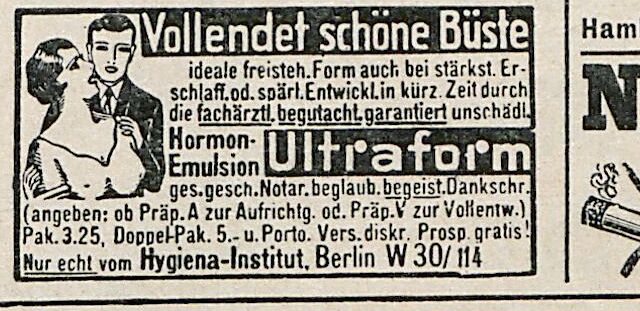 Vollendet schöne Büste
ideale freisteh. Form auch bei stärkst. Er-
schlaff. od. spärl. Entwickl. in kürz. Zeit durch
die fachärztl. begutacht. garantiert unschädl.
Hormon-
Emulsion Ultraform
ges. gesch. Notar. beglaub. begeist. Dankschr.
(angeben: ob Präp. A zur Aufrichtg. od. Präp. V zur Vollentw.)
Pak. 3.25, Doppel-Pak. 5.- u. Porto. Vers. diskr. Prosp. gratis!
Nur echt vom Hygiena-Institut, Berlin W 30/114
Ham
N